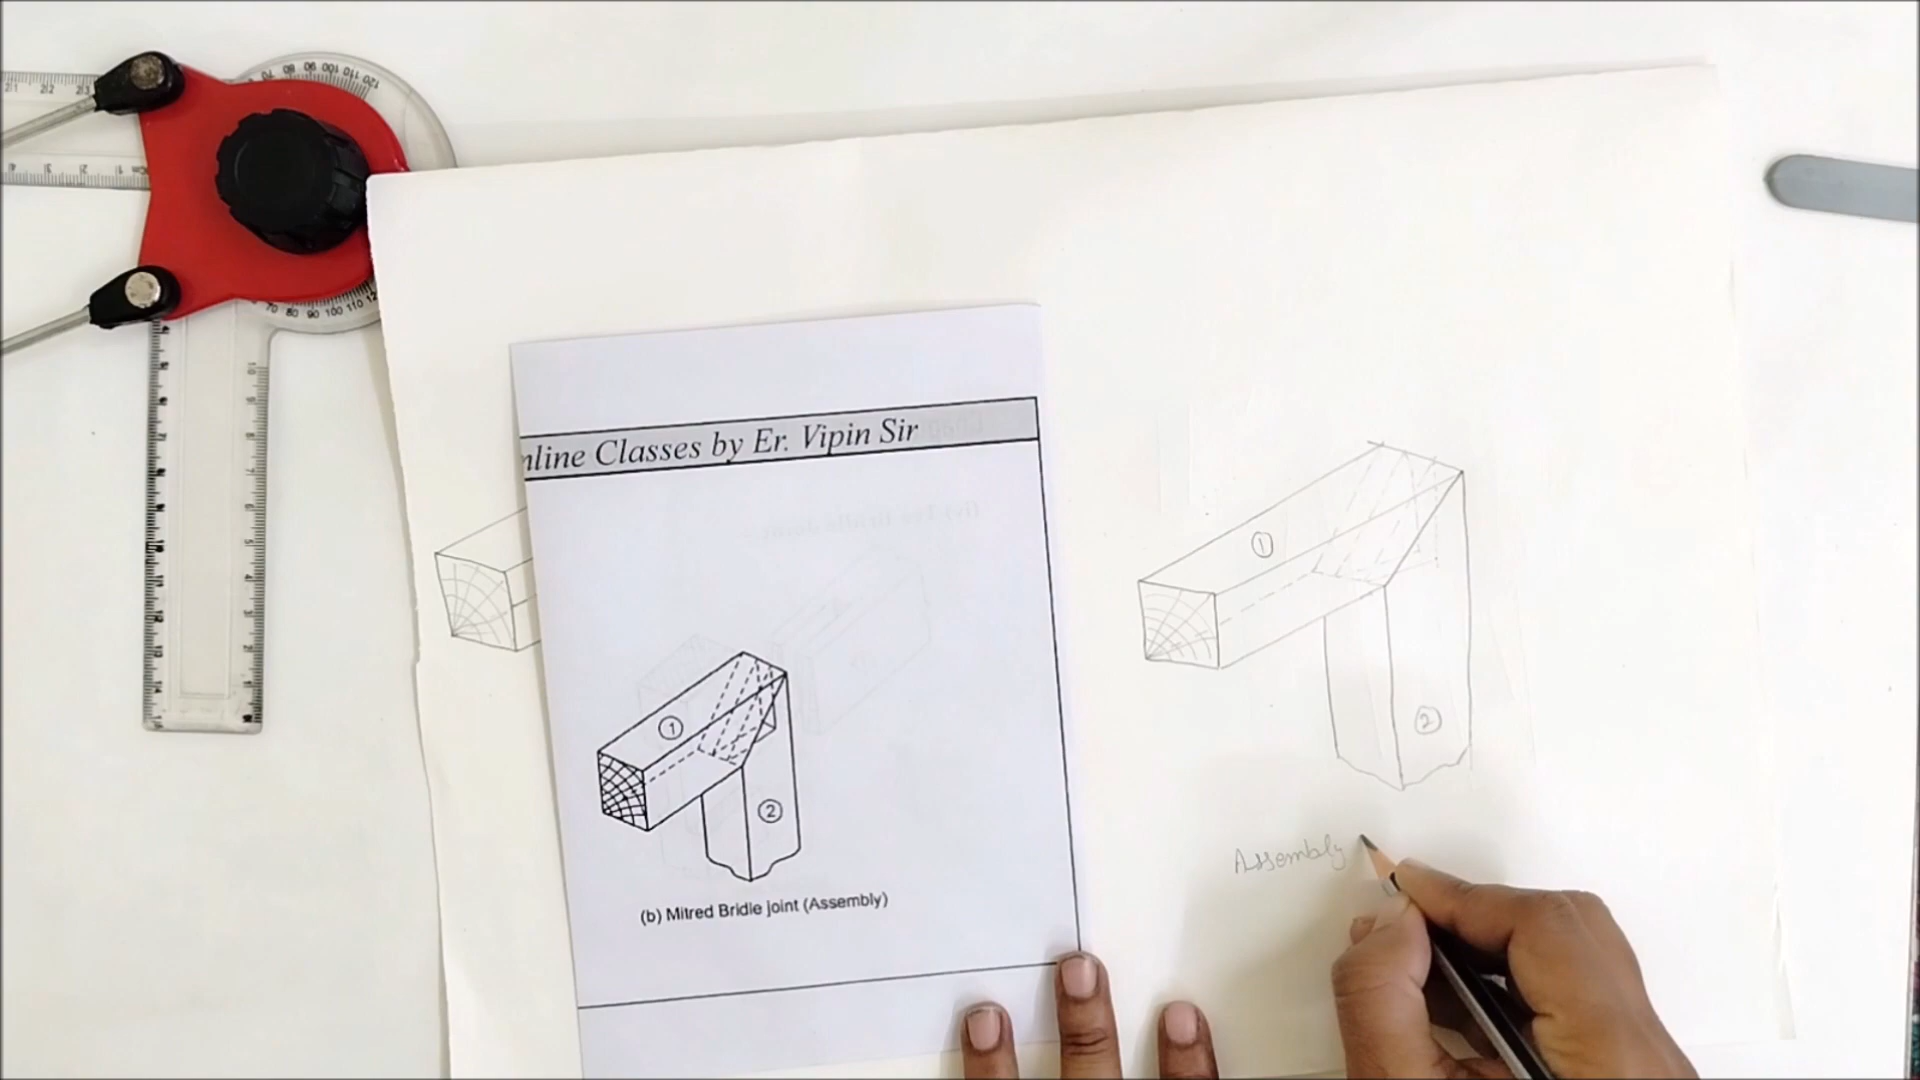 nline Classes by Er. Vipin Sir
1
2
(b) Mitred Bridle joint (Assembly)
1
2
Assembly